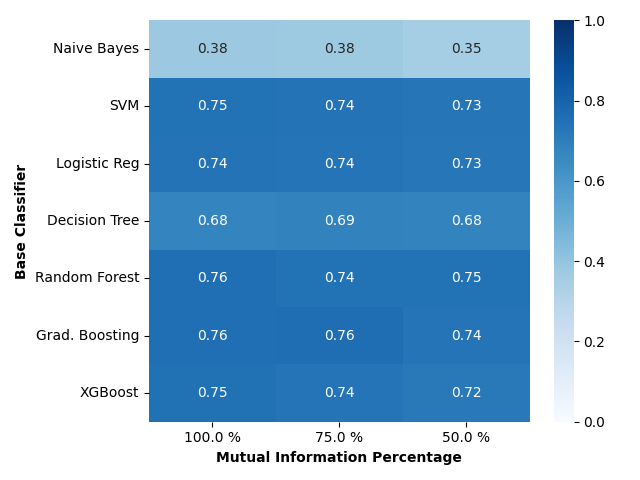 Base Classifier
Naive Bayes 0.38 0.38 0.35
SVM 0.75 0.74 0.73
Logistic Reg 0.74 0.74 0.73
Decision Tree 0.68 0.69 0.68
Random Forest 0.76 0.74 0.75
Grad. Boosting 0.76 0.76 0.74
XGBoost 0.75 0.74 0.72
100.0 % 75.0 % 50.0 %
Mutual Information Percentage
1.0
0.8
0.6
0.4
0.2
0.0